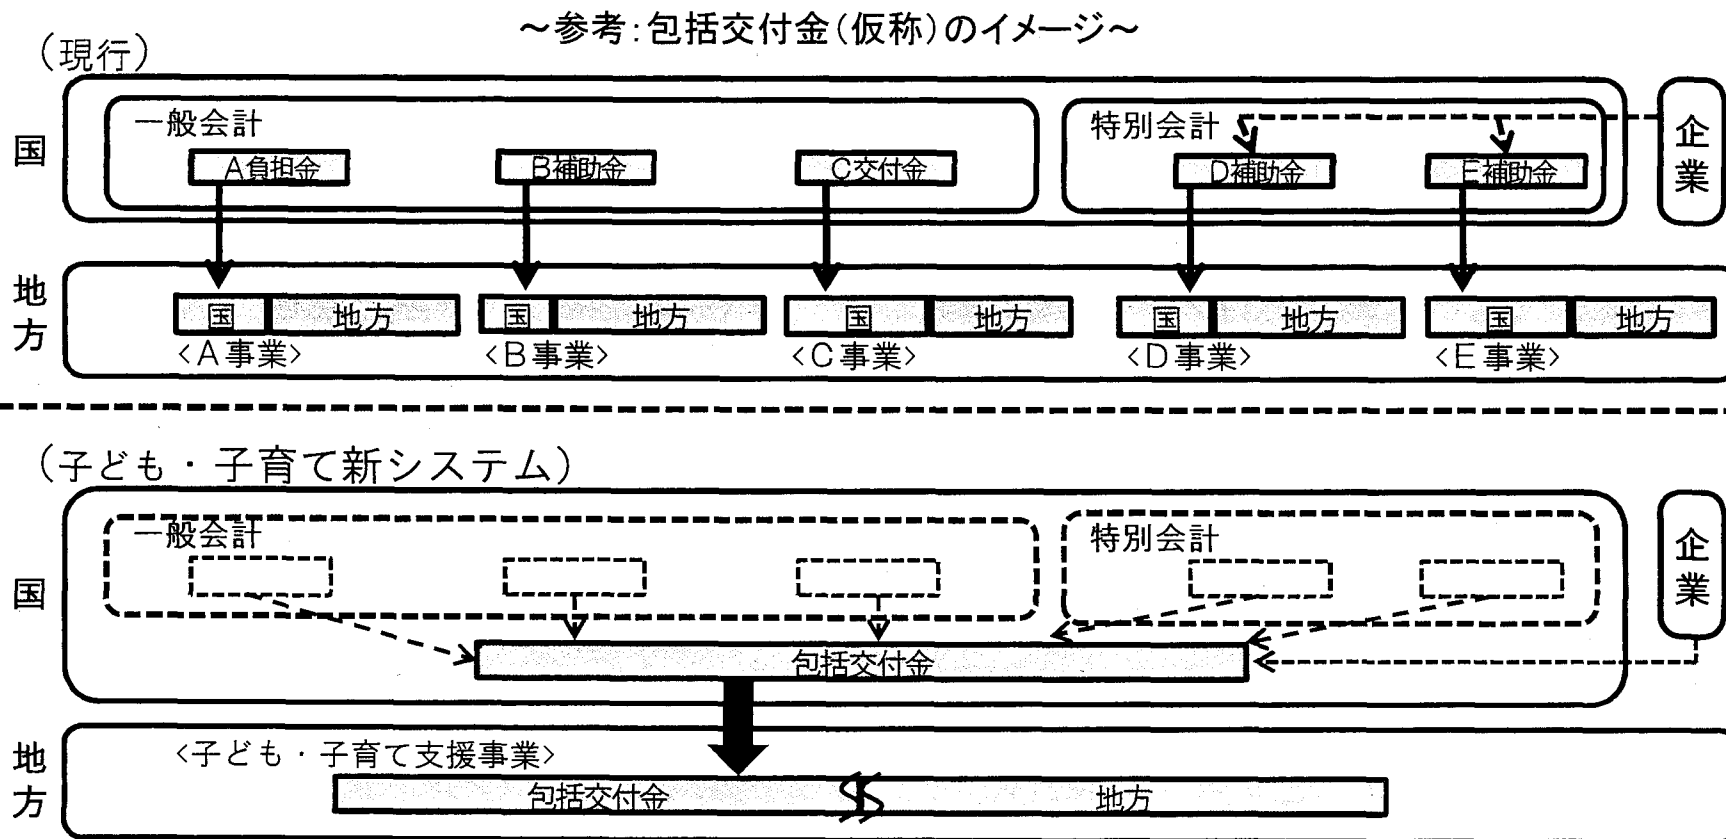 ～参考：包括交付金（仮称）のイメージ～
（現行）
国
一般会計
A負担金
B補助金
C交付金
特別会計
D補助金
E補助金
企業
地方
国 地方
<A事業>
国 地方
<B事業>
国 地方
<C事業>
国 地方
<D事業>
国 地方
<E事業>
（子ども・子育て新システム）
国
一般会計
特別会計
企業
包括交付金
地方
<子ども・子育て支援事業>
包括交付金 地方